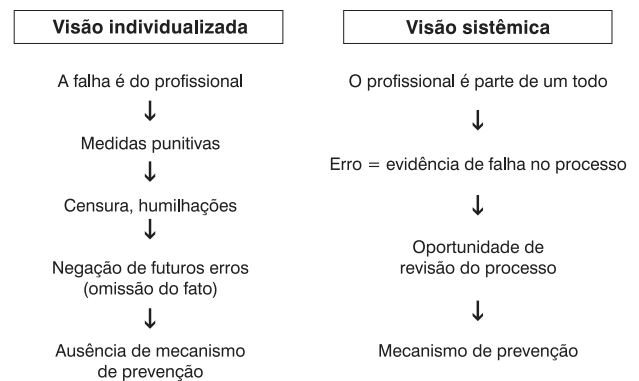 Visão individualizada
A falha é do profissional
Medidas punitivas
Censura, humilhações
Negação de futuros erros
(omissão do fato)
Ausência de mecanismo
de prevenção
Visão sistêmica
O profissional é parte de um todo
Erro = evidência de falha no processo
Oportunidade de
revisão do processo
Mecanismo de prevenção